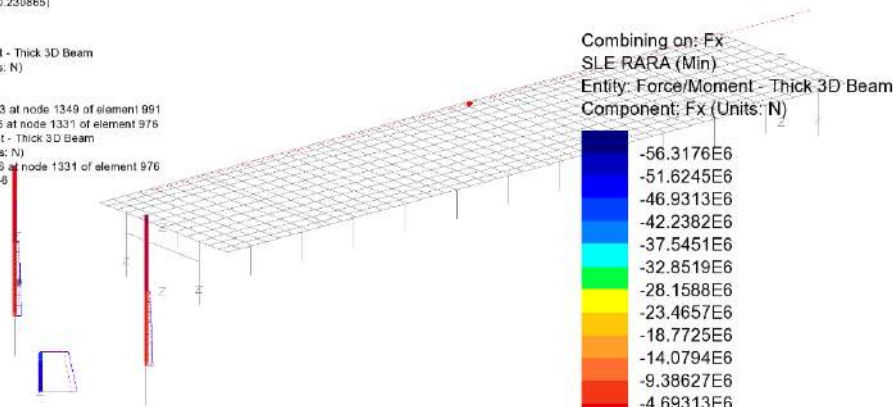 0.230865)
t - Thick 3D Beam
s: N)
3 at node 1349 of element 991
6 at node 1331 of element 976
t - Thick 3D Beam
s: N)
6 at node 1331 of element 976
Combining on: Fx
SLE RARA (Min)
Entity: Force/Moment - Thick 3D Beam
Component: Fx (Units: N)
-56.3176E6
-51.6245E6
-46.9313E6
-42.2382E6
-37.5451E6
-32.8519E6
-28.1588E6
-23.4657E6
-18.7725E6
-14.0794E6
-9.38627E6
-4.69313E6
Z
Z
Z
Z
Z
Z